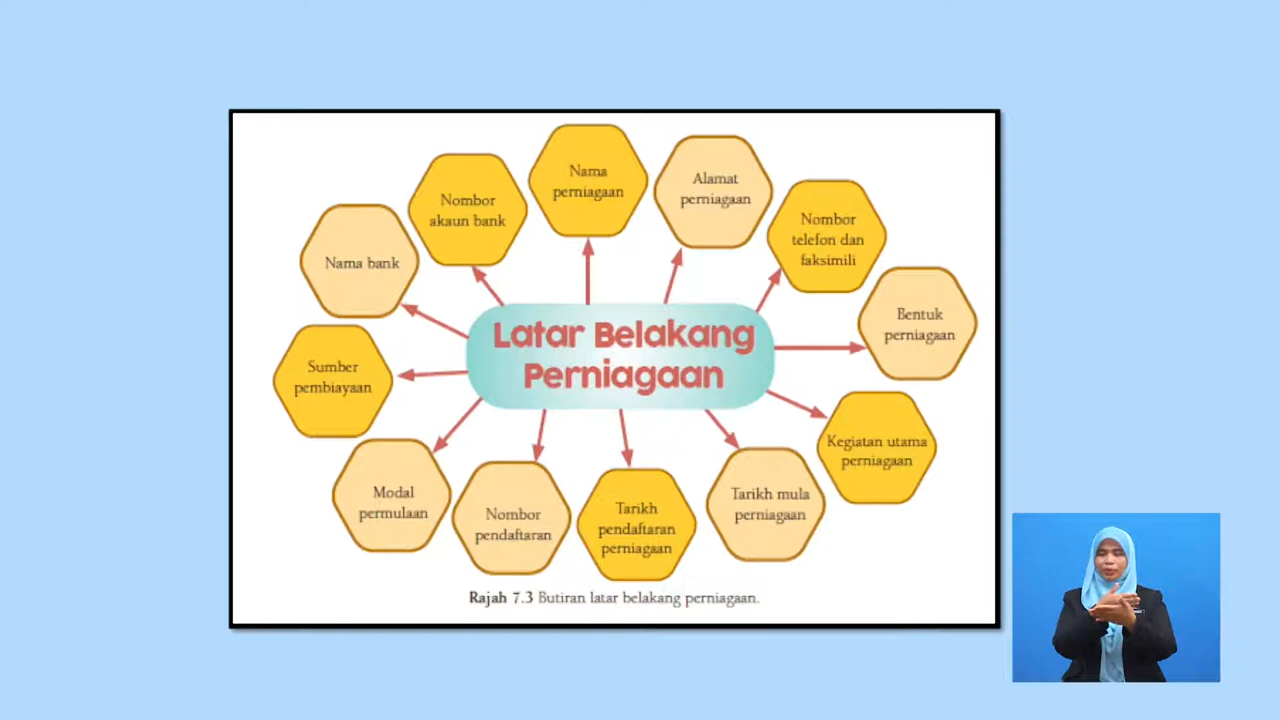 Latar Belakang
Perniagaan
Nama
perniagaan
Alamat
perniagaan
Nombor
telefon dan
faksimili
Bentuk
perniagaan
Kegiatan utama
perniagaan
Tarikh mula
perniagaan
Tarikh
pendaftaran
perniagaan
Nombor
pendaftaran
Modal
permulaan
Sumber
pembiayaan
Nama bank
Nombor
akaun bank
Rajah 7.3 Butiran latar belakang perniagaan.